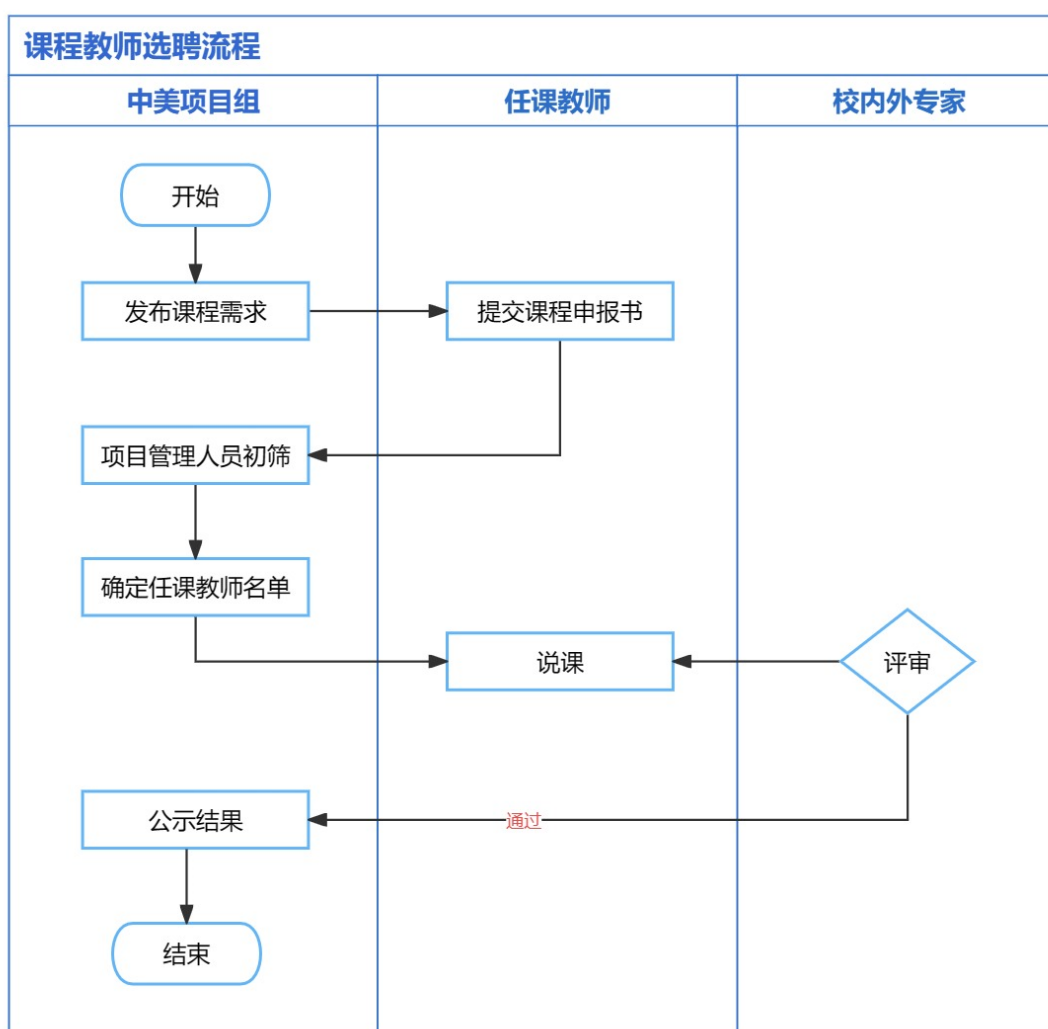 课程教师选聘流程
中美项目组
任课教师
校内外专家
开始
发布课程需求
提交课程申报书
项目管理人员初筛
确定任课教师名单
说课
评审
公示结果
通过
结束